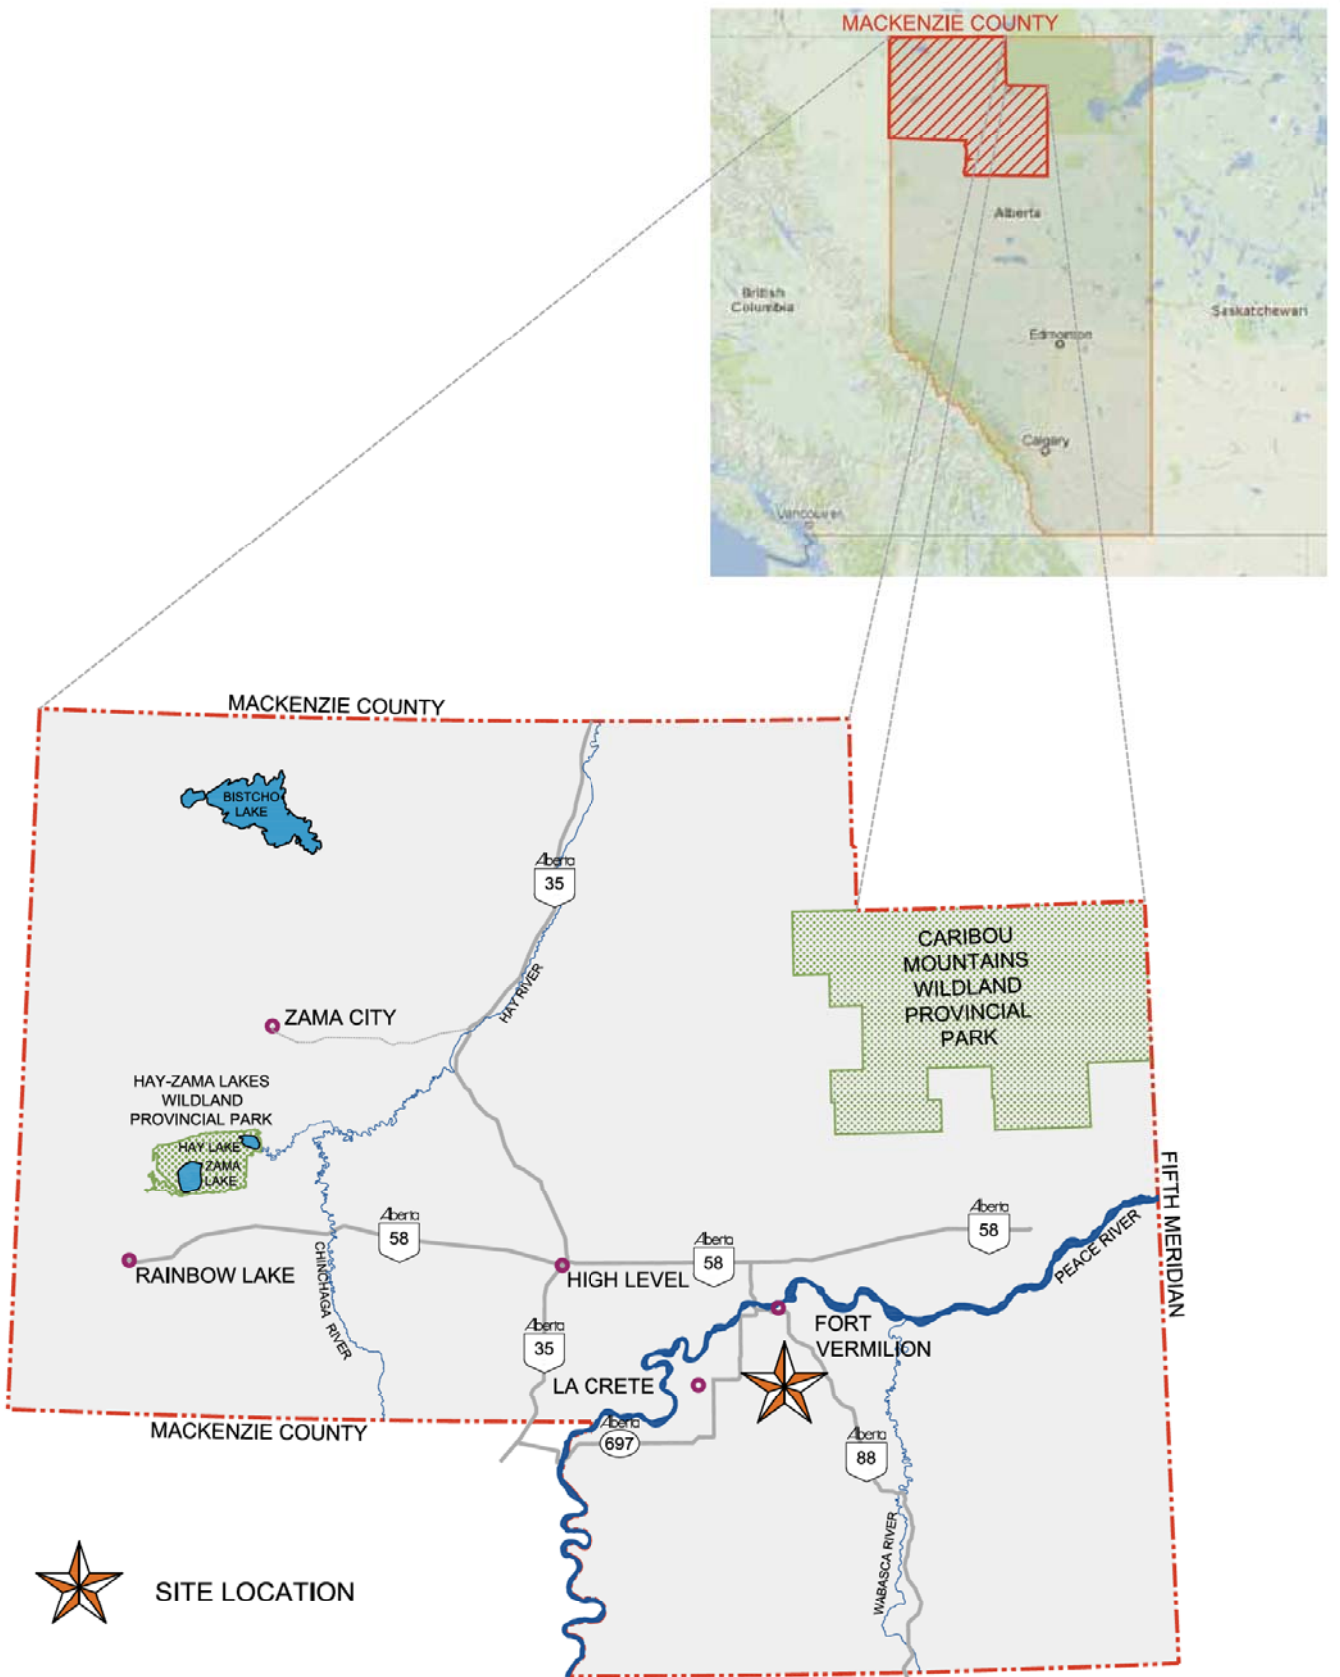 MACKENZIE COUNTY
Alberta
British
Columbia
Saskatchewan
Edmonton
Calgary
Vancouver
MACKENZIE COUNTY
BISTCHO
LAKE
Alberta
35
HAY RIVER
CARIBOU
MOUNTAINS
WILDLAND
PROVINCIAL
PARK
ZAMA CITY
HAY-ZAMA LAKES
WILDLAND
PROVINCIAL PARK
HAY LAKE
ZAMA
LAKE
FIFTH MERIDIAN
Alberta
58
Alberta
58
Alberta
58
PEACE RIVER
RAINBOW LAKE
CHINCHAGA RIVER
HIGH LEVEL
Alberta
35
FORT
VERMILION
LA CRETE
MACKENZIE COUNTY
Alberta
697
Alberta
88
WABASCA RIVER
SITE LOCATION